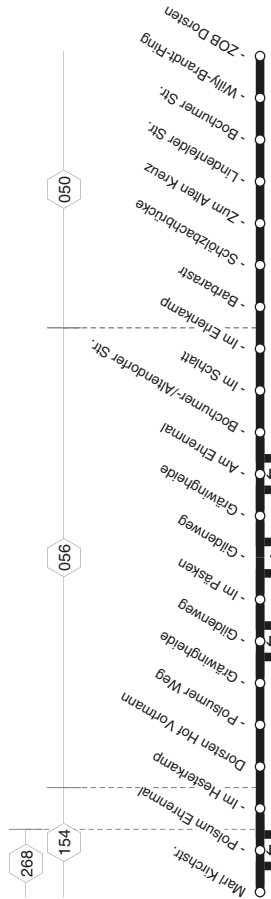 268
154
056
050
Marl Kirchstr.
- Polsum Ehrenmal
- Im Hesterkamp
Dorsten Hof Vortmann
- Polsumer Weg
- Gräwingheide
- Gildenweg
- Im Päsken
- Gildenweg
- Gräwingheide
- Am Ehrenmal
- Bochumer-/Altendorfer Str.
- Im Schlatt
- Im Erlenkamp
- Barbarastr
- Schölzbachbrücke
- Zum Alten Kreuz
- Lindenfelder Str.
- Bochumer Str.
- Willy-Brandt-Ring
- ZOB Dorsten